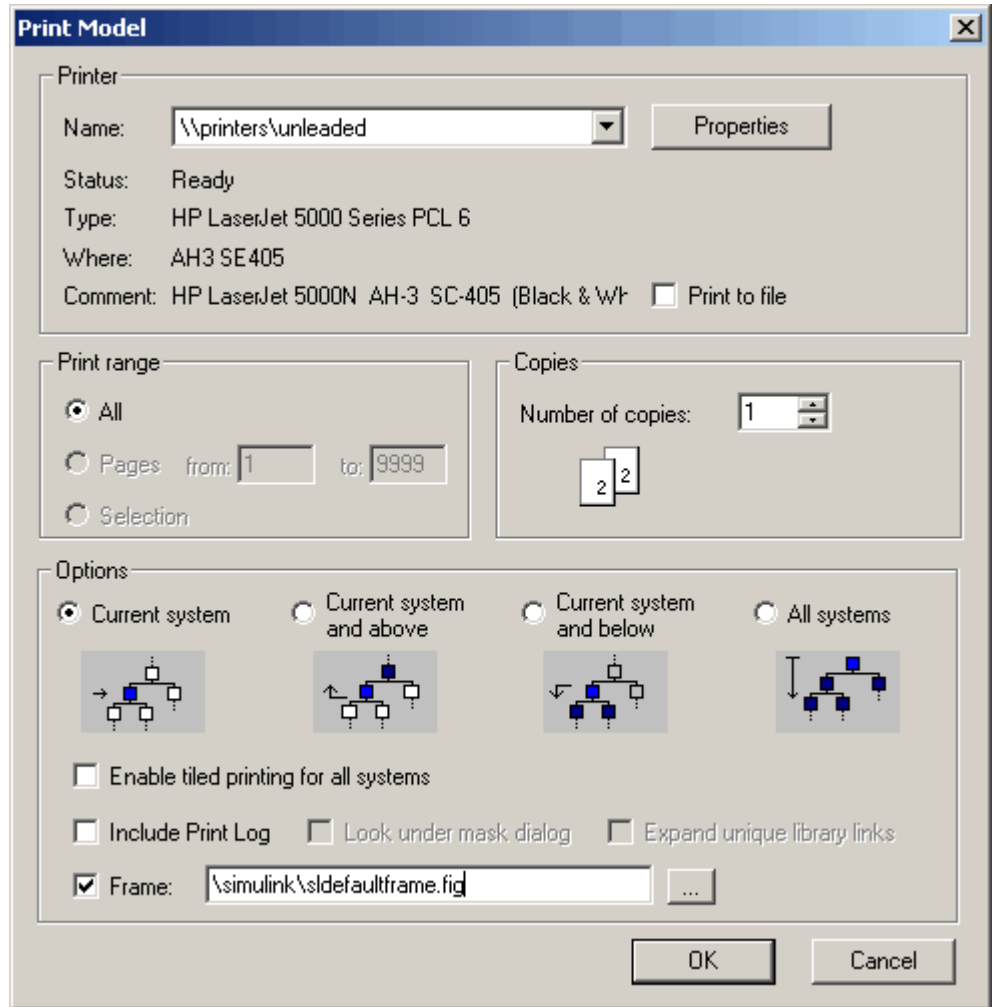 Print Model
Printer
Name: \\printers\unleaded Properties
Status: Ready
Type: HP LaserJet 5000 Series PCL 6
Where: AH3 SE405
Comment: HP LaserJet 5000N AH-3 SC-405 (Black & Wh Print to file
Print range
All
Pages from: 1 to: 9999
Selection
Copies
Number of copies: 1
2 2
Options
Current system
Current system
and above
Current system
and below
All systems
Enable tiled printing for all systems
Include Print Log Look under mask dialog Expand unique library links
Frame: \simulink\sldefaultframe.fig ...
OK Cancel